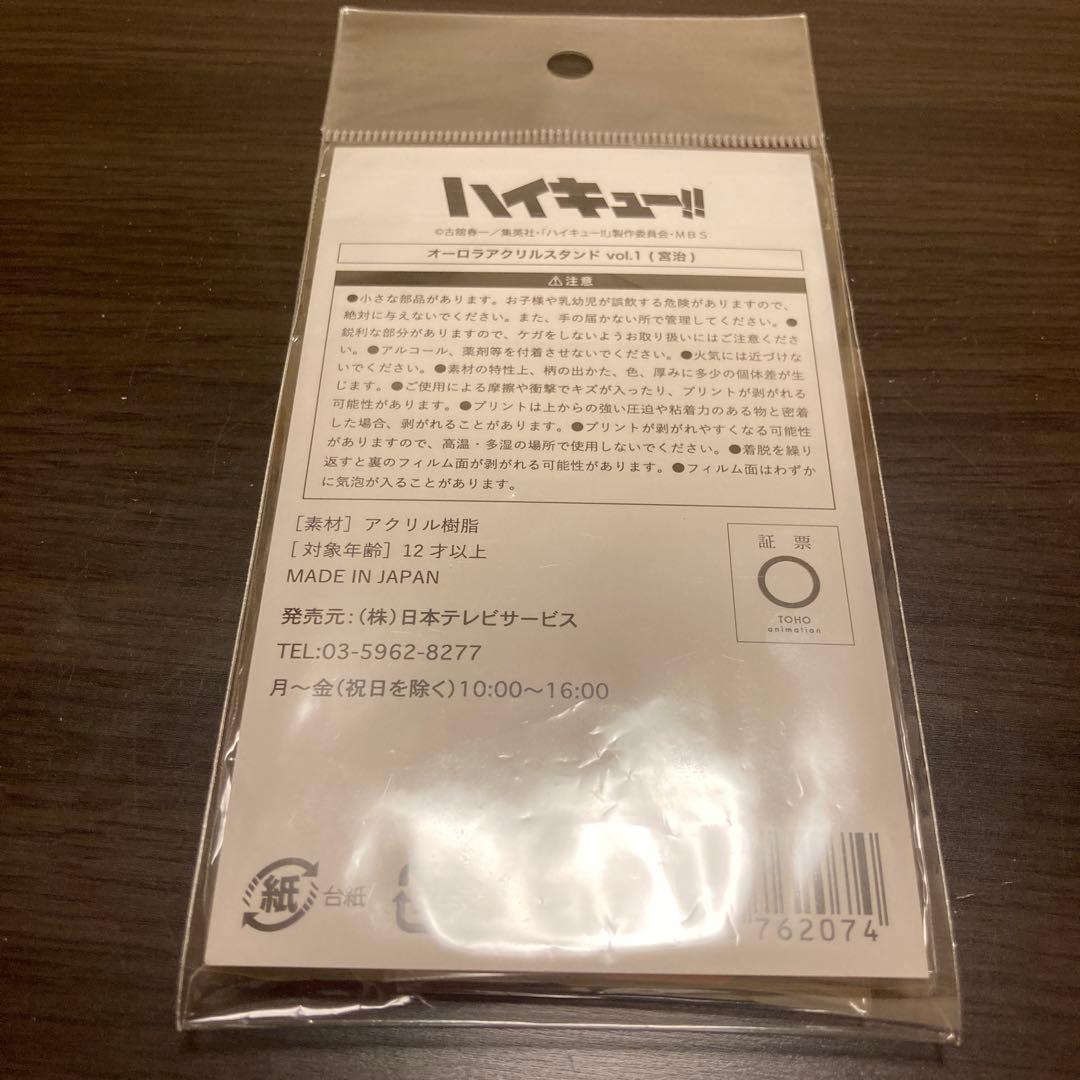 ハイキュー!!
©古舘春一／集英社・「ハイキュー!!」製作委員会・MBS
オーロラアクリルスタンド vol.1 (宮治)
⚠注意
●小さな部品があります。お子様や乳幼児が誤飲する危険がありますので、
絶対に与えないでください。また、手の届かない所で管理してください。●
鋭利な部分がありますので、ケガをしないようお取り扱いにはご注意くださ
い。●アルコール、薬剤等を付着させないでください。●火気には近づけな
いでください。●素材の特性上、柄の出かた、色、厚みに多少の個体差が生
じます。●ご使用による摩擦や衝撃でキズが入ったり、プリントが剥がれる
可能性があります。●プリントは上からの強い圧迫や粘着力のある物と密着
した場合、剥がれることがあります。●プリントが剥がれやすくなる可能性
がありますので、高温・多湿の場所で使用しないでください。●着脱を繰り
返すと裏のフィルム面が剥がれる可能性があります。●フィルム面はわずか
に気泡が入ることがあります。
［素材］アクリル樹脂
［対象年齢］12才以上
MADE IN JAPAN
証票
TOHO
animation
発売元：(株)日本テレビサービス
TEL:03-5962-8277
月〜金(祝日を除く)10:00〜16:00
紙
台紙
762074